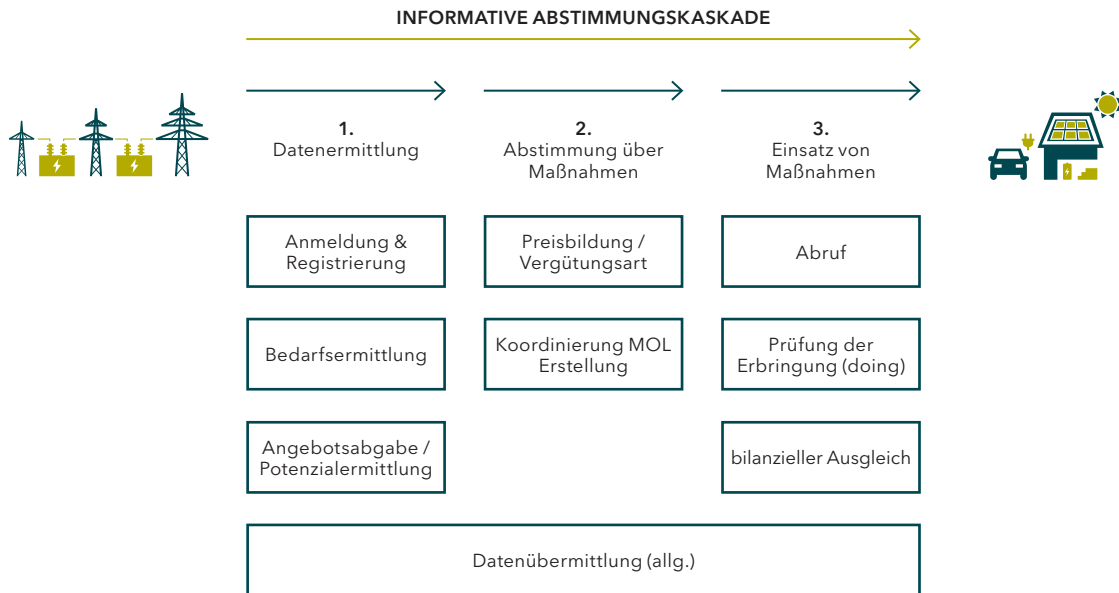 INFORMATIVE ABSTIMMUNGSKASKADE
1.
Datenermittlung
2.
Abstimmung über
Maßnahmen
3.
Einsatz von
Maßnahmen
Anmeldung &
Registrierung
Preisbildung /
Vergütungsart
Abruf
Bedarfsermittlung
Koordinierung MOL
Erstellung
Prüfung der
Erbringung (doing)
Angebotsabgabe /
Potenzialermittlung
bilanzieller Ausgleich
Datenübermittlung (allg.)